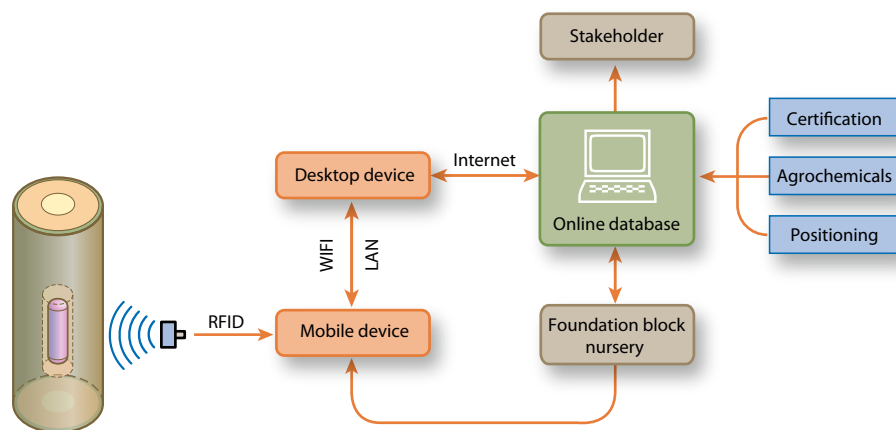 Stakeholder
Certification
Internet
Desktop device
Agrochemicals
Online database
Positioning
WIFI
LAN
RFID
Mobile device
Foundation block
nursery